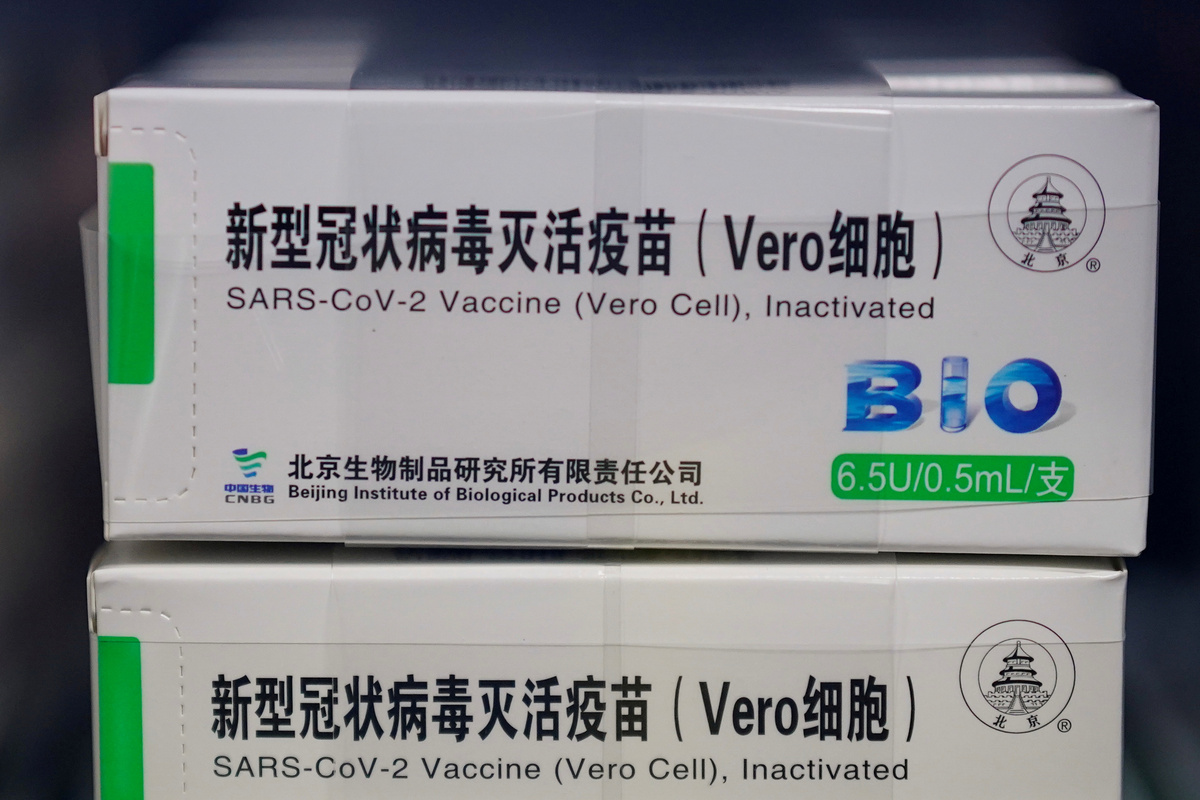 新型冠状病毒灭活疫苗（Vero细胞）
SARS-CoV-2 Vaccine (Vero Cell), Inactivated
北京
®
BIO
中国生物
CNBG
北京生物制品研究所有限责任公司
Beijing Institute of Biological Products Co., Ltd.
6.5U/0.5mL/支
新型冠状病毒灭活疫苗（Vero细胞）
SARS-CoV-2 Vaccine (Vero Cell), Inactivated
北京
®